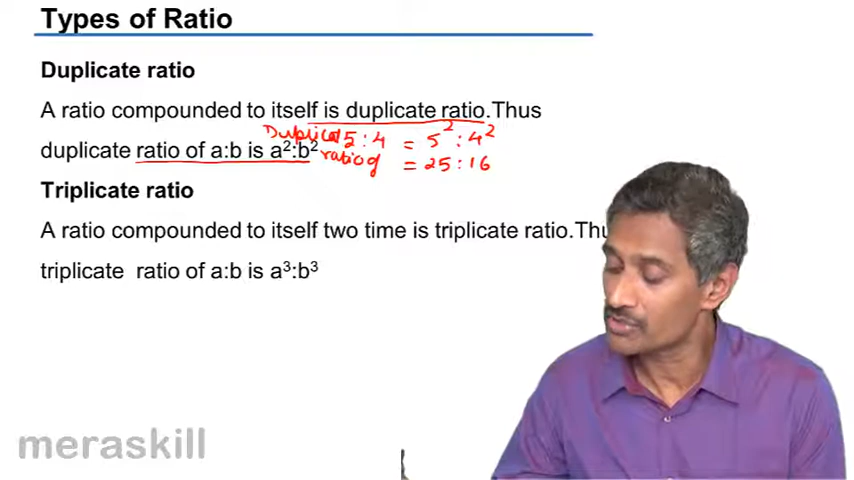 Types of Ratio
Duplicate ratio
A ratio compounded to itself is duplicate ratio.Thus
5:4 = 5²:4²
duplicate ratio of a:b is a²:b²
ratio of = 25:16
Triplicate ratio
A ratio compounded to itself two time is triplicate ratio.Thu
triplicate ratio of a:b is a³:b³
meraskill